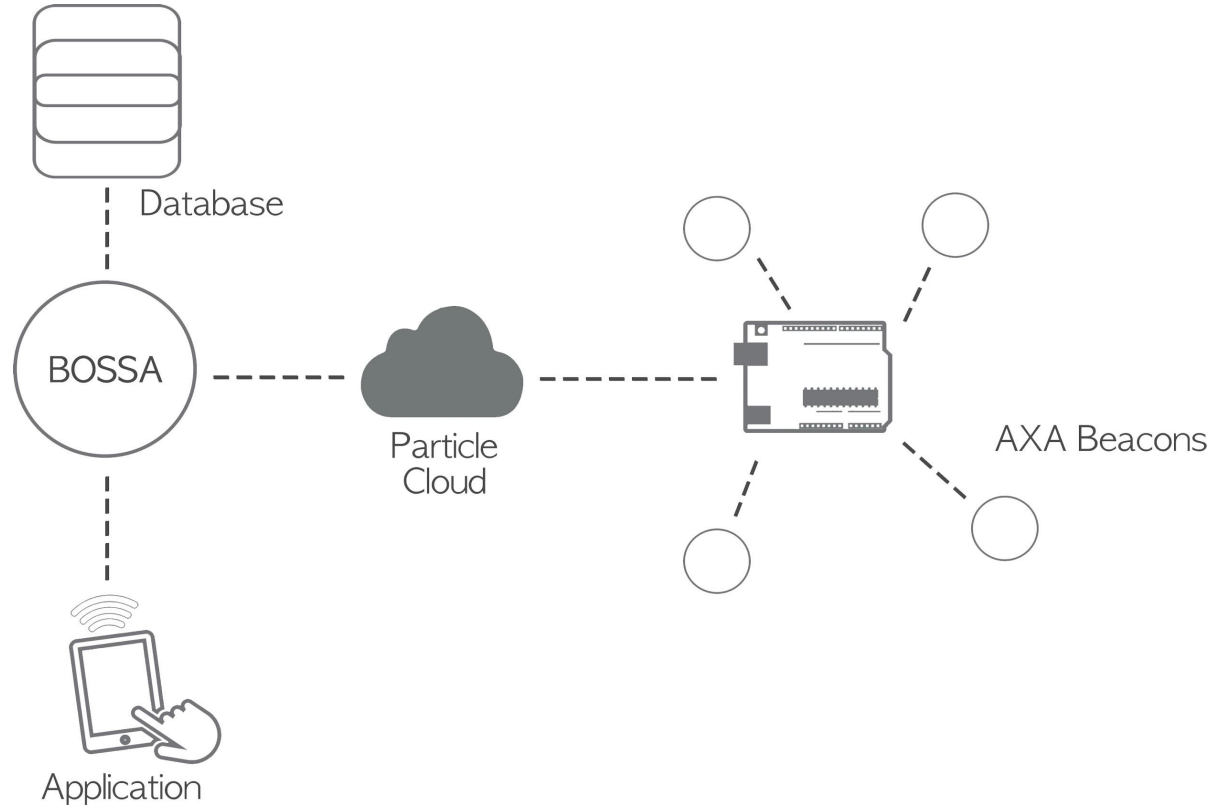 Database
BOSSA
Particle
Cloud
AXA Beacons
Application